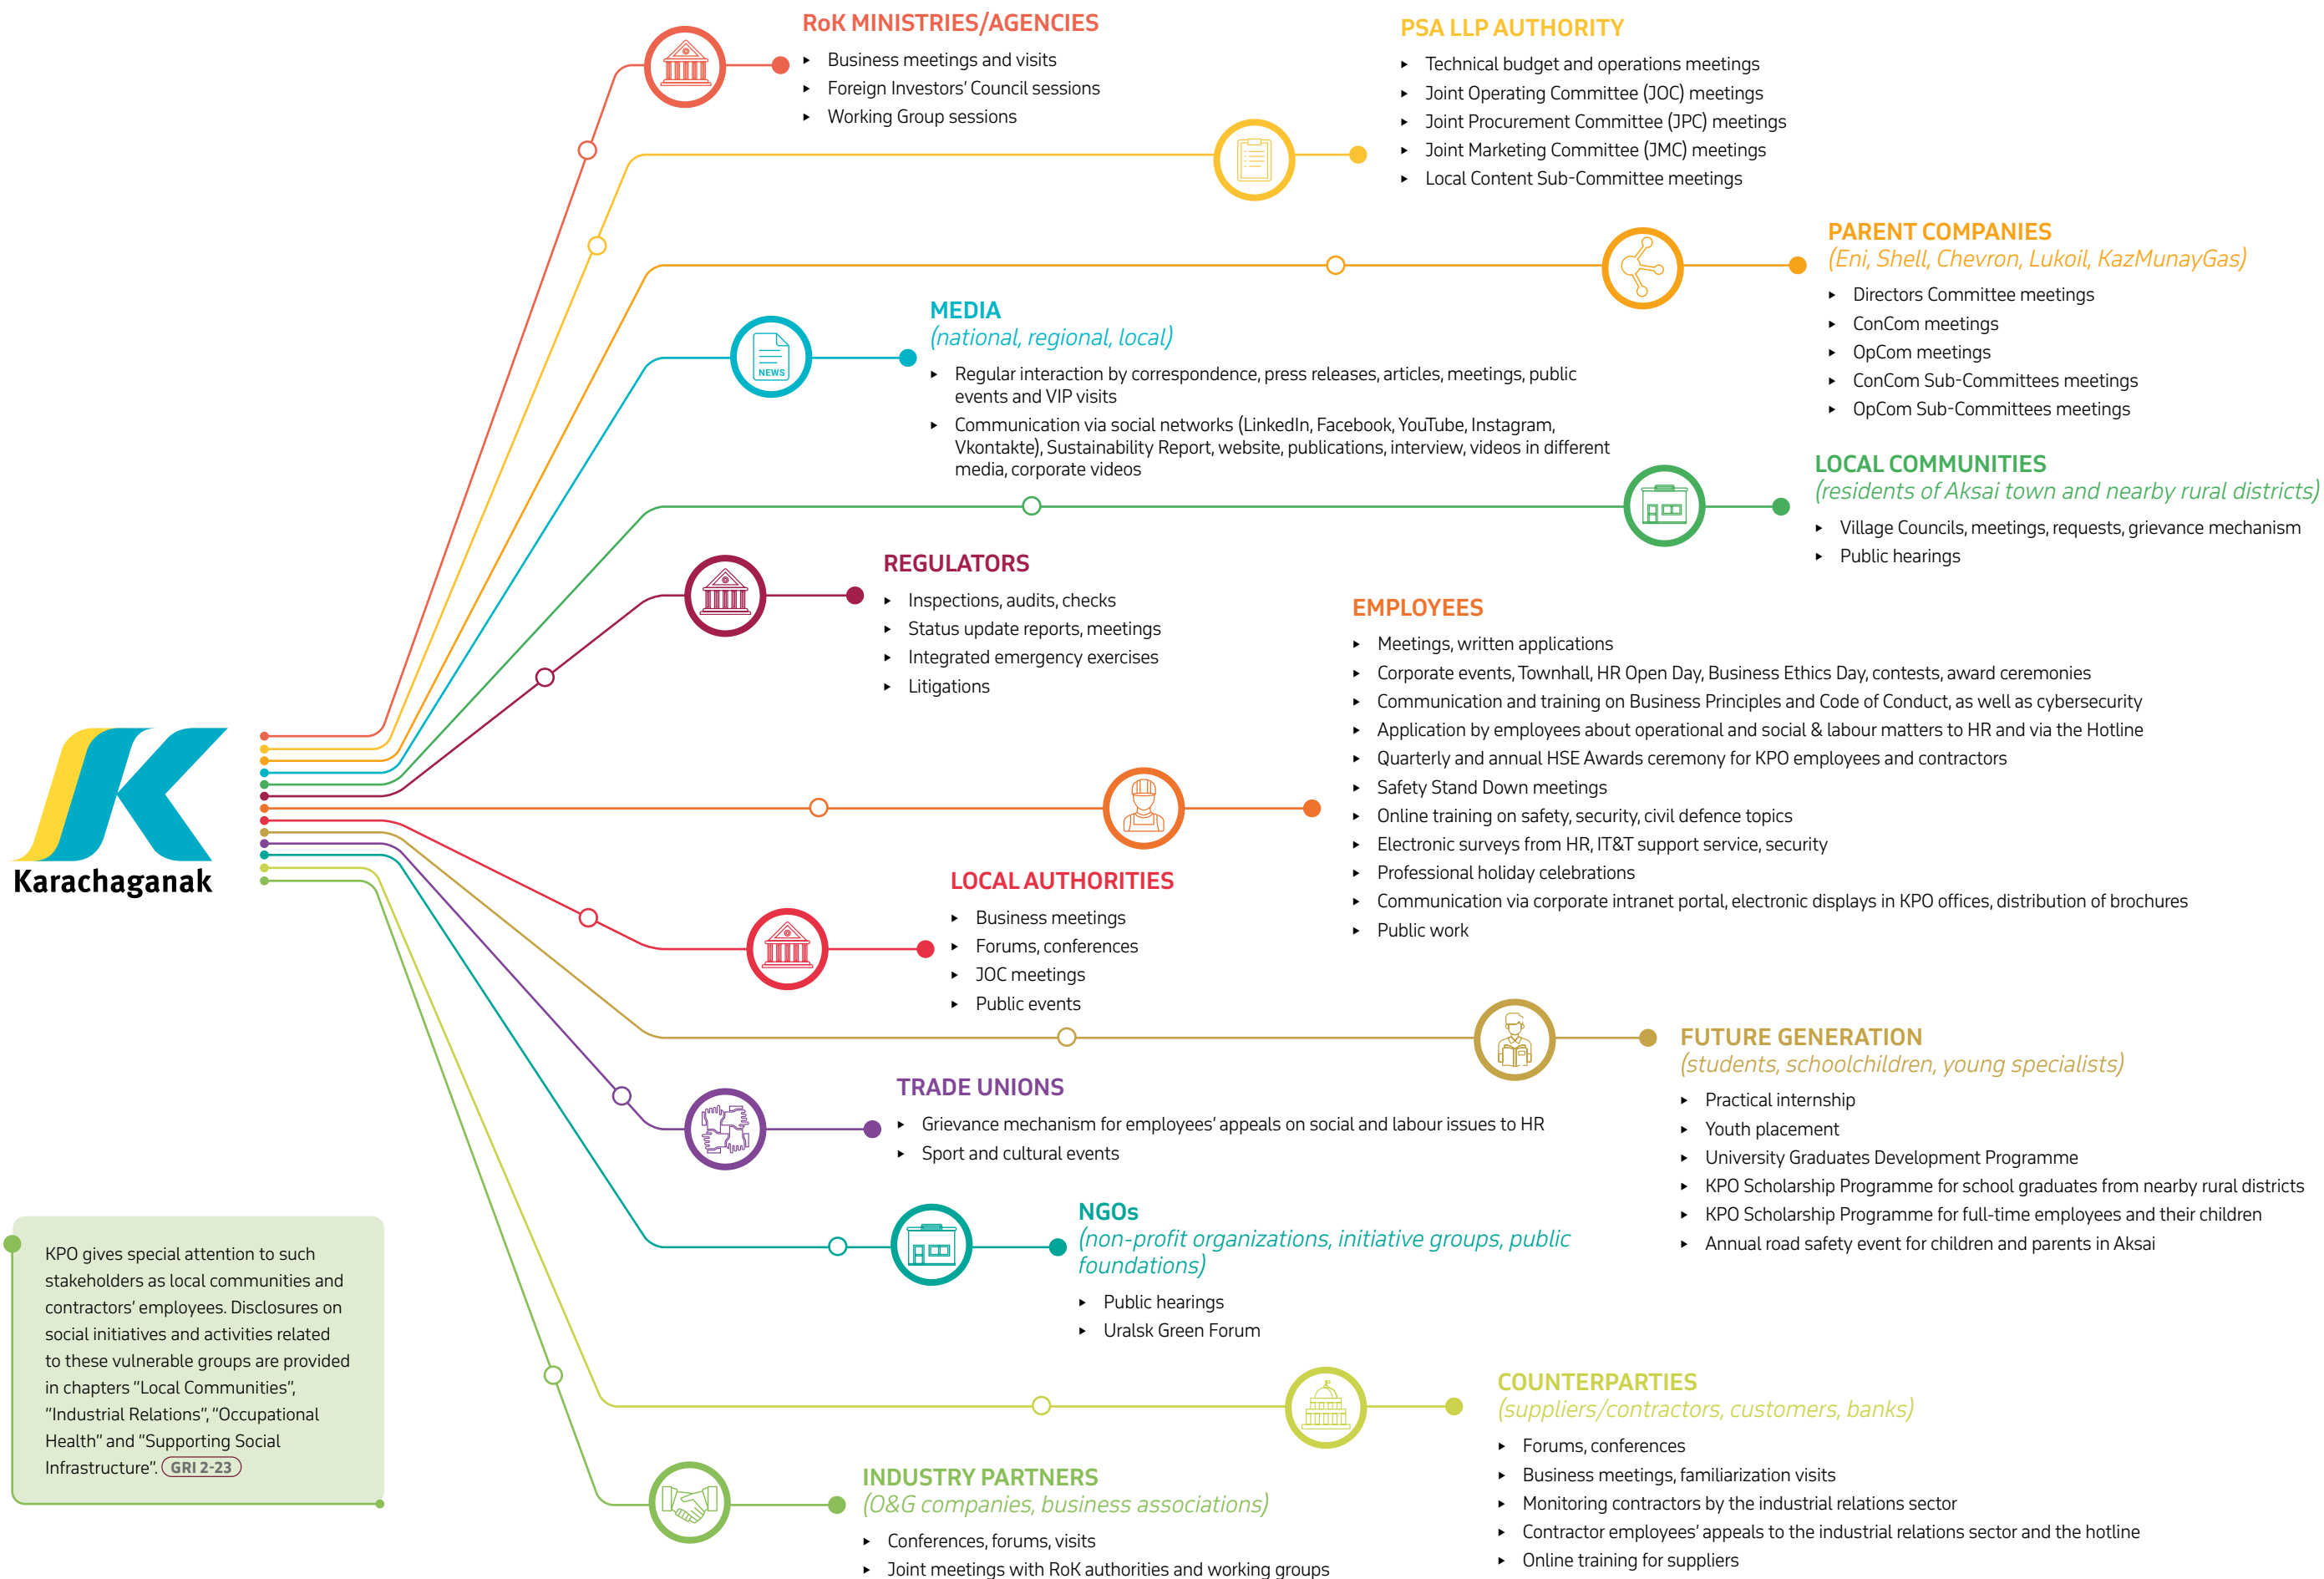 RoK MINISTRIES/AGENCIES
▸ Business meetings and visits
▸ Foreign Investors' Council sessions
▸ Working Group sessions
PSA LLP AUTHORITY
▸ Technical budget and operations meetings
▸ Joint Operating Committee (JOC) meetings
▸ Joint Procurement Committee (JPC) meetings
▸ Joint Marketing Committee (JMC) meetings
▸ Local Content Sub-Committee meetings
PARENT COMPANIES
(Eni, Shell, Chevron, Lukoil, KazMunayGas)
▸ Directors Committee meetings
▸ ConCom meetings
▸ OpCom meetings
▸ ConCom Sub-Committees meetings
▸ OpCom Sub-Committees meetings
NEWS
MEDIA
(national, regional, local)
▸ Regular interaction by correspondence, press releases, articles, meetings, public
events and VIP visits
▸ Communication via social networks (LinkedIn, Facebook, YouTube, Instagram,
Vkontakte), Sustainability Report, website, publications, interview, videos in different
media, corporate videos
LOCAL COMMUNITIES
(residents of Aksai town and nearby rural districts)
▸ Village Councils, meetings, requests, grievance mechanism
▸ Public hearings
REGULATORS
▸ Inspections, audits, checks
▸ Status update reports, meetings
▸ Integrated emergency exercises
▸ Litigations
EMPLOYEES
▸ Meetings, written applications
▸ Corporate events, Townhall, HR Open Day, Business Ethics Day, contests, award ceremonies
▸ Communication and training on Business Principles and Code of Conduct, as well as cybersecurity
▸ Application by employees about operational and social & labour matters to HR and via the Hotline
▸ Quarterly and annual HSE Awards ceremony for KPO employees and contractors
▸ Safety Stand Down meetings
▸ Online training on safety, security, civil defence topics
▸ Electronic surveys from HR, IT&T support service, security
▸ Professional holiday celebrations
▸ Communication via corporate intranet portal, electronic displays in KPO offices, distribution of brochures
▸ Public work
Karachaganak
LOCAL AUTHORITIES
▸ Business meetings
▸ Forums, conferences
▸ JOC meetings
▸ Public events
FUTURE GENERATION
(students, schoolchildren, young specialists)
▸ Practical internship
▸ Youth placement
▸ University Graduates Development Programme
▸ KPO Scholarship Programme for school graduates from nearby rural districts
▸ KPO Scholarship Programme for full-time employees and their children
▸ Annual road safety event for children and parents in Aksai
TRADE UNIONS
▸ Grievance mechanism for employees' appeals on social and labour issues to HR
▸ Sport and cultural events
NGOs
(non-profit organizations, initiative groups, public
foundations)
▸ Public hearings
▸ Uralsk Green Forum
KPO gives special attention to such
stakeholders as local communities and
contractors' employees. Disclosures on
social initiatives and activities related
to these vulnerable groups are provided
in chapters "Local Communities",
"Industrial Relations", "Occupational
Health" and "Supporting Social
Infrastructure". GRI 2-23
COUNTERPARTIES
(suppliers/contractors, customers, banks)
▸ Forums, conferences
▸ Business meetings, familiarization visits
▸ Monitoring contractors by the industrial relations sector
▸ Contractor employees' appeals to the industrial relations sector and the hotline
▸ Online training for suppliers
INDUSTRY PARTNERS
(O&G companies, business associations)
▸ Conferences, forums, visits
▸ Joint meetings with RoK authorities and working groups